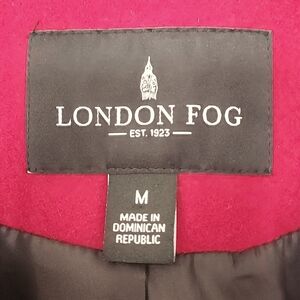 LONDON FOG
EST. 1923
M
MADE IN
DOMINICAN
REPUBLIC